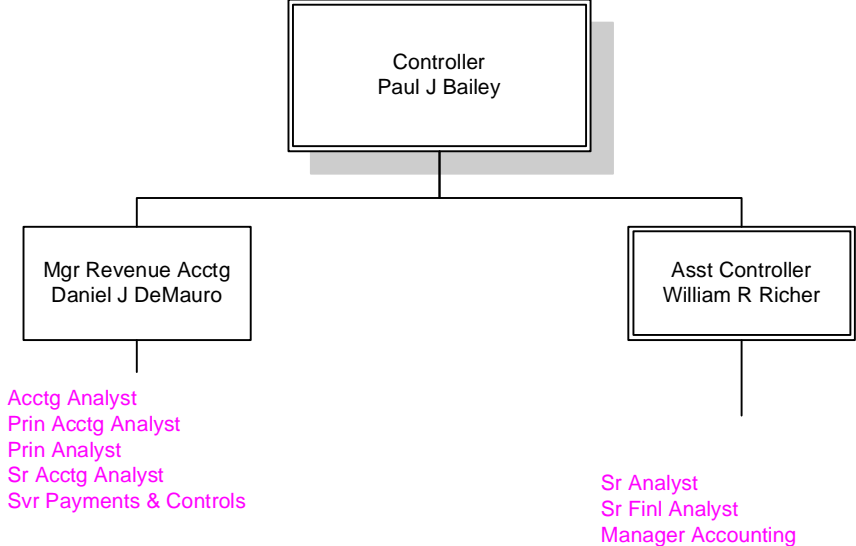 Controller
Paul J Bailey
Mgr Revenue Acctg
Daniel J DeMauro
Asst Controller
William R Richer
Acctg Analyst
Prin Acctg Analyst
Prin Analyst
Sr Acctg Analyst
Svr Payments & Controls
Sr Analyst
Sr Finl Analyst
Manager Accounting